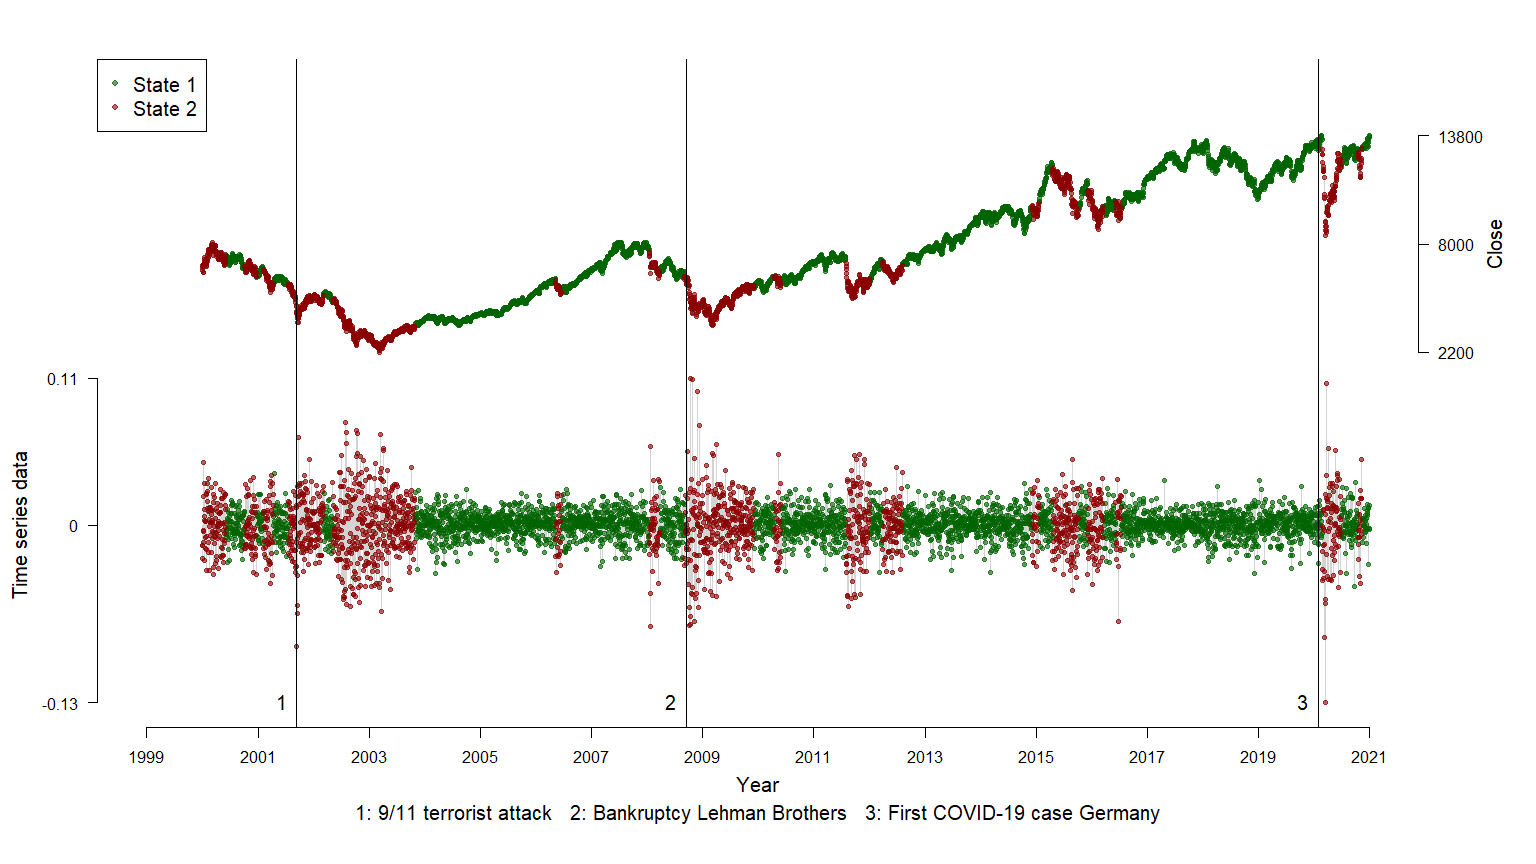 State 1
State 2
13800
8000
2200
Close
0.11
0
-0.13
Time series data
1
2
3
1999 2001 2003 2005 2007 2009 2011 2013 2015 2017 2019 2021
Year
1: 9/11 terrorist attack 2: Bankruptcy Lehman Brothers 3: First COVID-19 case Germany